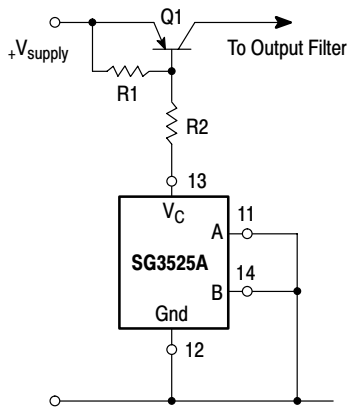 Q1
+Vsupply
To Output Filter
R1
R2
13
VC
11
A
SG3525A
14
B
Gnd
12